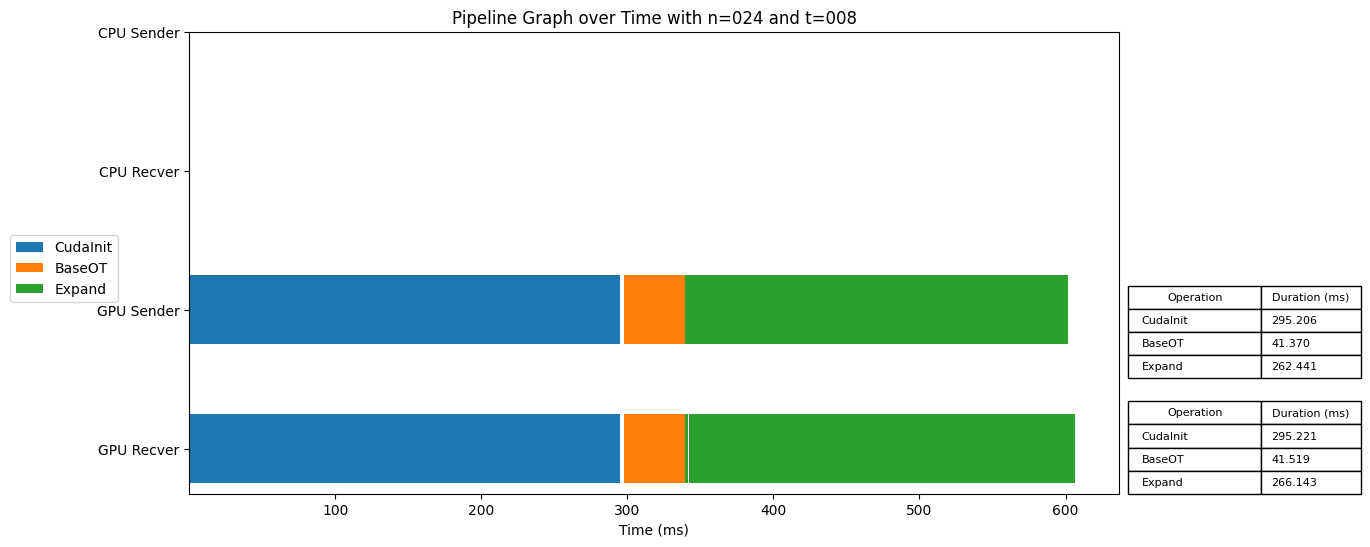 Pipeline Graph over Time with n=024 and t=008
CPU Sender
CPU Recver
GPU Sender
GPU Recver
CudaInit
BaseOT
Expand
100 200 300 400 500 600
Time (ms)
Operation Duration (ms)
CudaInit 295.206
BaseOT 41.370
Expand 262.441
Operation Duration (ms)
CudaInit 295.221
BaseOT 41.519
Expand 266.143